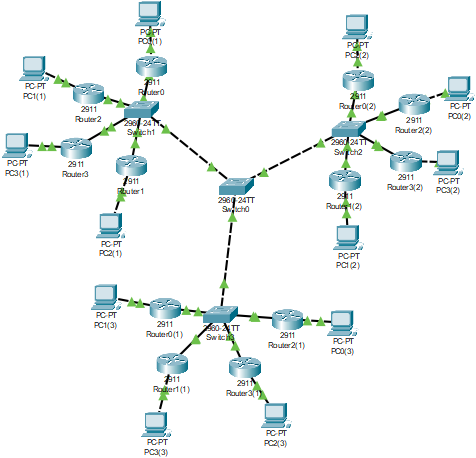 PC-PT
PC0(1)
2911
Router0
PC-PT
PC1(1)
2911
Router2
2960-24TT
Switch1
PC-PT
PC3(1)
2911
Router3
2911
Router1
PC-PT
PC2(1)
PC-PT
2911
Router0(2)
PC-PT
PC0(2)
2911
Router2(2)
2960-24TT
Switch2
2911
Router3(2)
PC-PT
PC3(2)
2911
PC-PT
PC1(2)
2960-24TT
Switch0
PC-PT
PC1(3)
2911
Router0(1)
2960-24TT
Switch3
2911
Router2(1)
PC-PT
PC0(3)
2911
Router1(1)
2911
Router3(1)
PC-PT
PC3(3)
PC-PT
PC2(3)